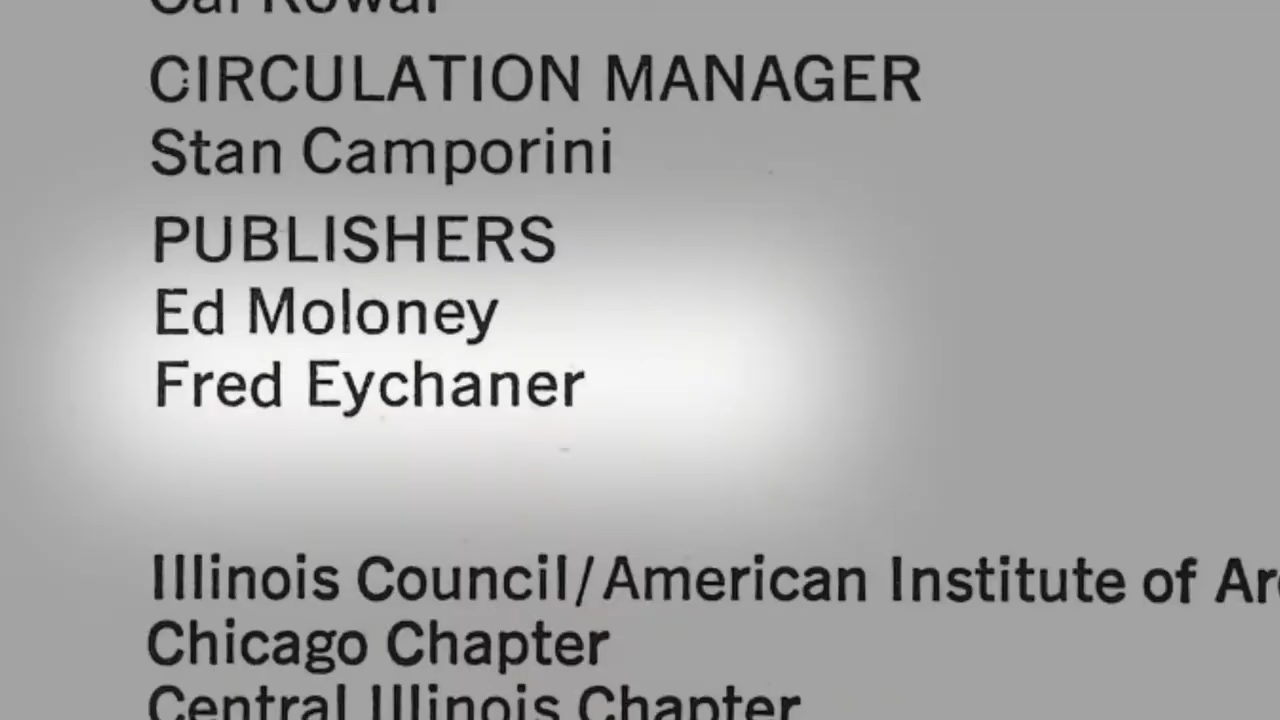 CIRCULATION MANAGER
Stan Camporini
PUBLISHERS
Ed Moloney
Fred Eychaner
Illinois Council/American Institute of
Chicago Chapter
Central Illinois Chapter